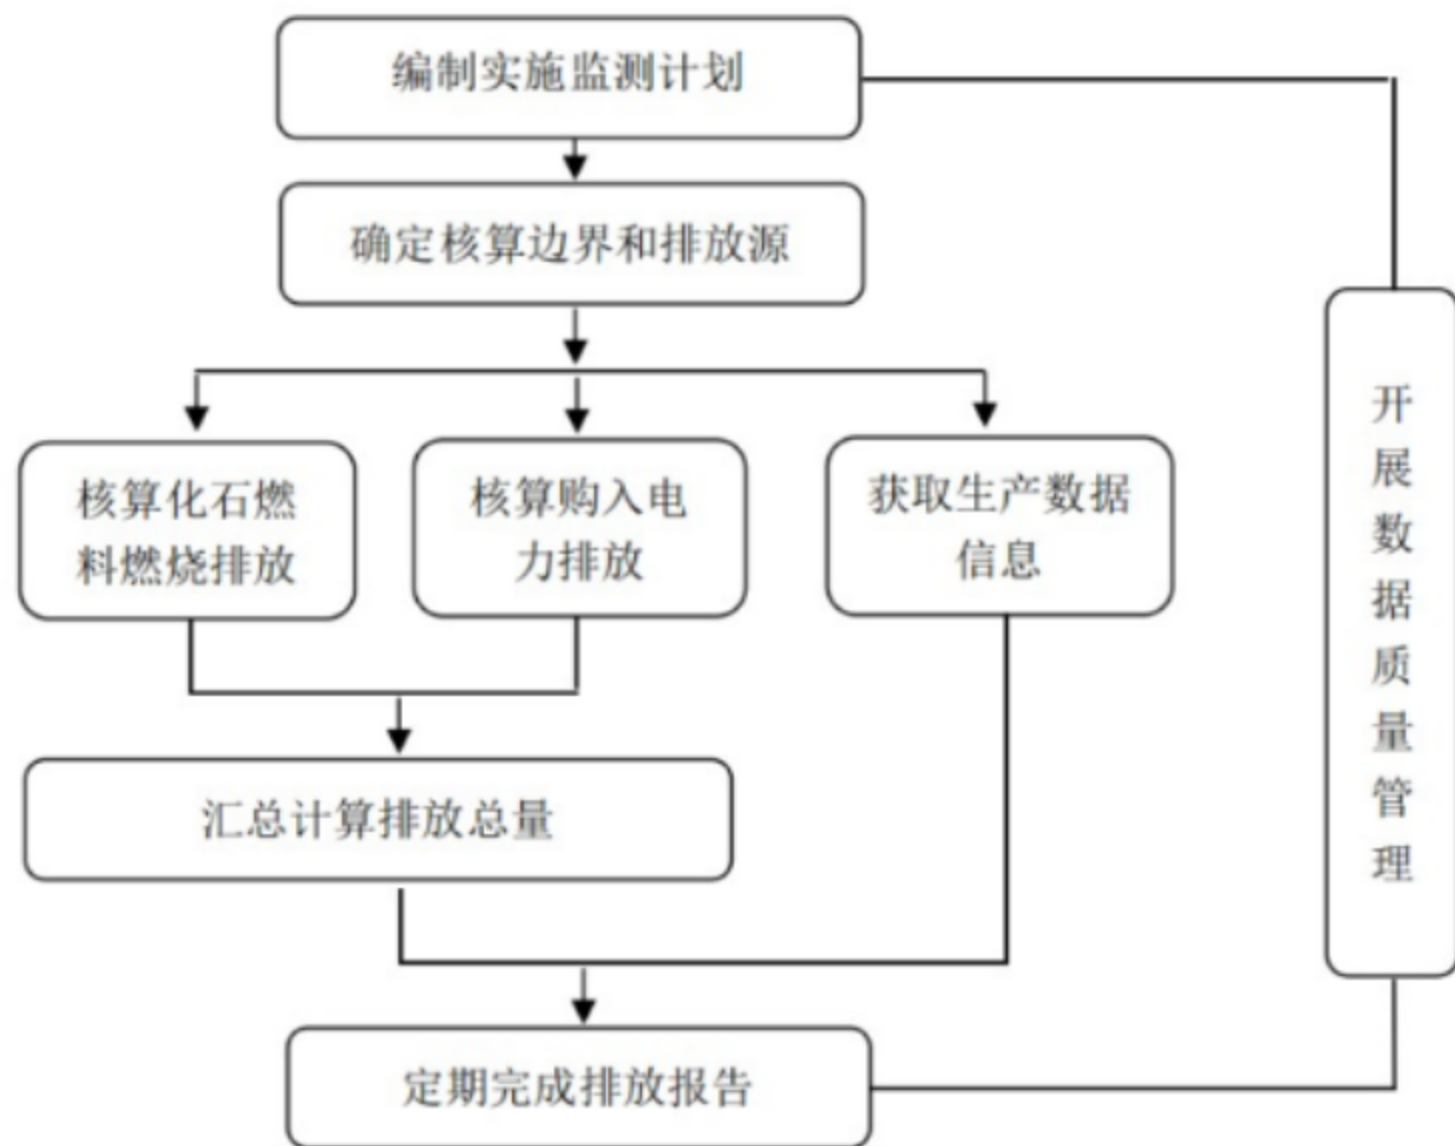 编制实施监测计划
确定核算边界和排放源
核算化石燃
料燃烧排放
核算购入电
力排放
获取生产数据
信息
汇总计算排放总量
定期完成排放报告
开展数据质量管理